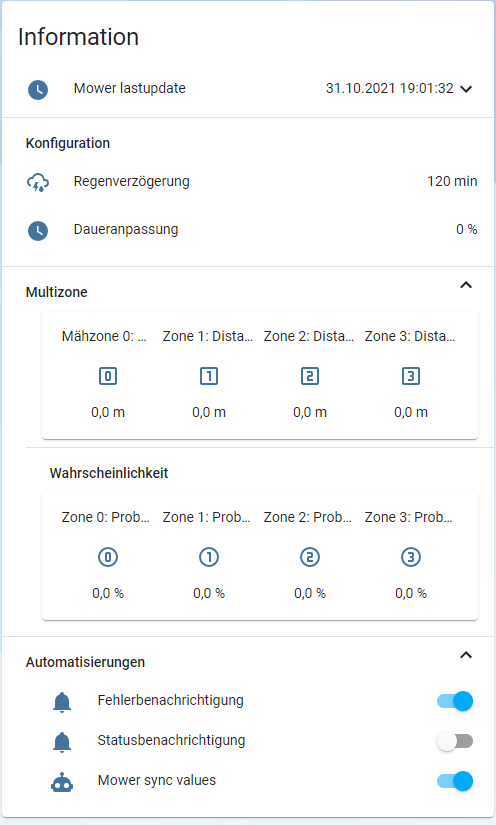 Information
Mower lastupdate 31.10.2021 19:01:32
Konfiguration
Regenverzögerung 120 min
Daueranpassung 0 %
Multizone
Mähzone 0: ... Zone 1: Dista... Zone 2: Dista... Zone 3: Dista...
0 1 2 3
0,0 m 0,0 m 0,0 m 0,0 m
Wahrscheinlichkeit
Zone 0: Prob... Zone 1: Prob... Zone 2: Prob... Zone 3: Prob...
0 1 2 3
0,0 % 0,0 % 0,0 % 0,0 %
Automatisierungen
Fehlerbenachrichtigung
Statusbenachrichtigung
Mower sync values